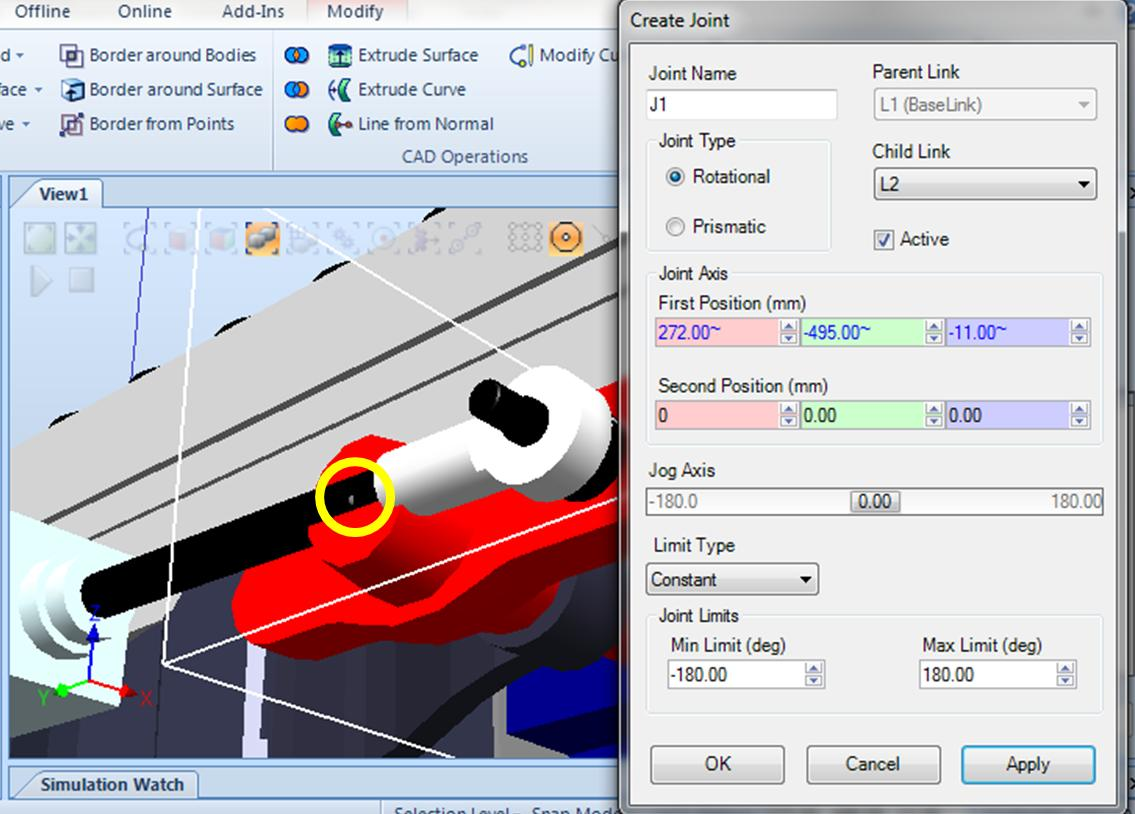 Offline Online Add-Ins Modify
Create Joint
Border around Bodies Extrude Surface Modify
Border around Surface Extrude Curve
Border from Points Line from Normal
CAD Operations
View1
Z
Y X
Simulation Watch
Selection Level Snap Mode
Joint Name
J1
Parent Link
L1 (BaseLink)
Joint Type
Rotational
Prismatic
Child Link
L2
Active
Joint Axis
First Position (mm)
272.00~ -495.00~ -11.00~
Second Position (mm)
0 0.00 0.00
Jog Axis
-180.0 0.00 180.00
Limit Type
Constant
Joint Limits
Min Limit (deg) Max Limit (deg)
-180.00 180.00
OK Cancel Apply